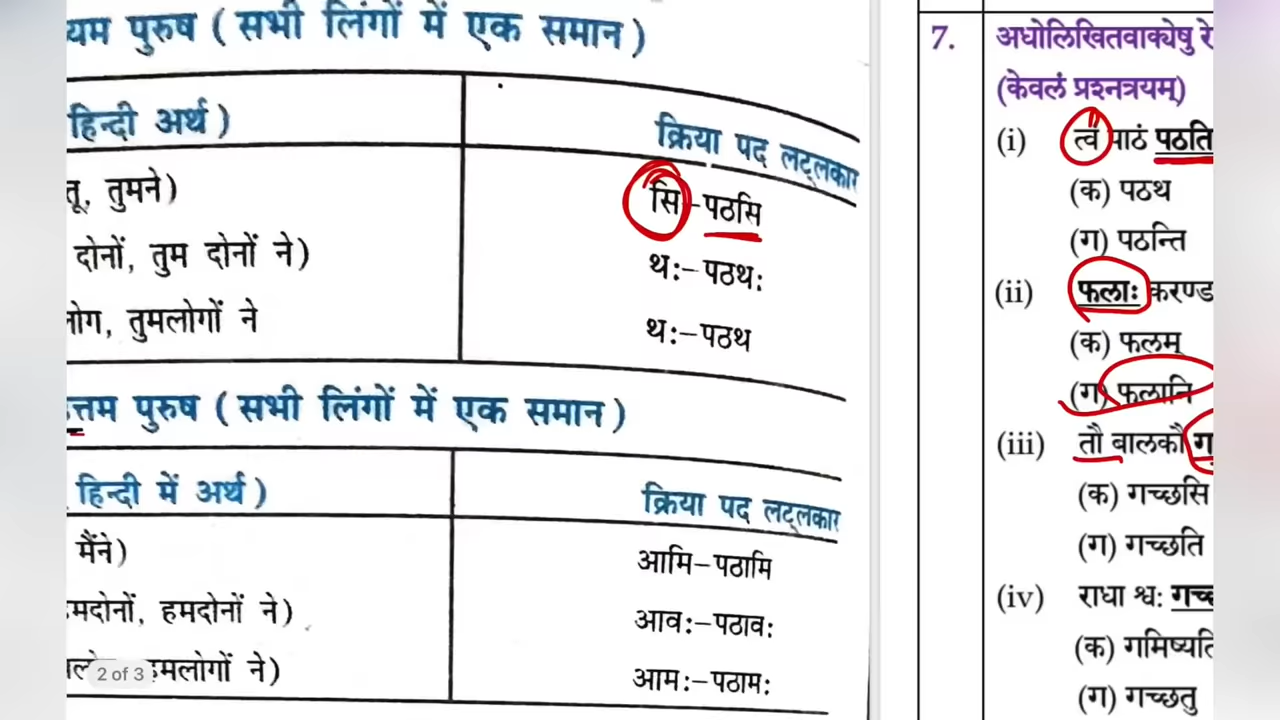 यम पुरुष ( सभी लिंगों में एक समान )
हिन्दी अर्थ )
क्रिया पद लट्लकार
तू, तुमने)
सि-पठसि
दोनों, तुम दोनों ने)
थः-पठथः
लोग, तुमलोगों ने
थः-पठथ
त्तम पुरुष ( सभी लिंगों में एक समान )
हिन्दी में अर्थ )
क्रिया पद लट्लकार
मैंने)
आमि-पठामि
मदोनों, हमदोनों ने)
आवः-पठावः
हमलोगों ने)
आमः-पठामः
2 of 3
7. अधोलिखितवाक्येषु रे
(केवलं प्रश्नत्रयम्)
(i) त्वं पाठं पठति
(क) पठथ
(ग) पठन्ति
(ii) फलाः करण्ड
(क) फलम्
(ग) फलानि
(iii) तौ बालकौ ग
(क) गच्छसि
(ग) गच्छति
(iv) राधा श्वः गच्छ
(क) गमिष्यति
(ग) गच्छतु